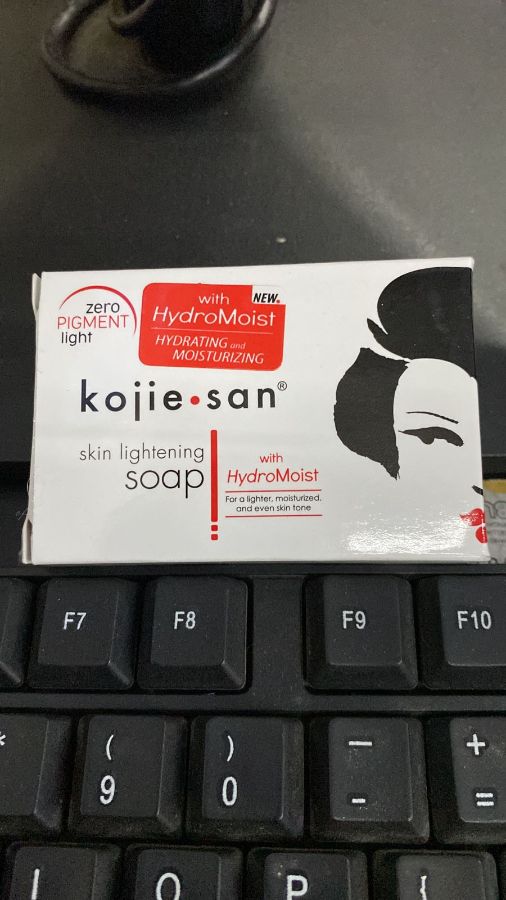 zero
PIGMENT
light
with NEW.
HydroMoist
HYDRATING and
MOISTURIZING
kojie•san®
skin lightening
soap
with
HydroMoist
For a lighter, moisturized,
and even skin tone
F7 F8 F9 F10
* ( ) — +
9 0 - =
I O P {